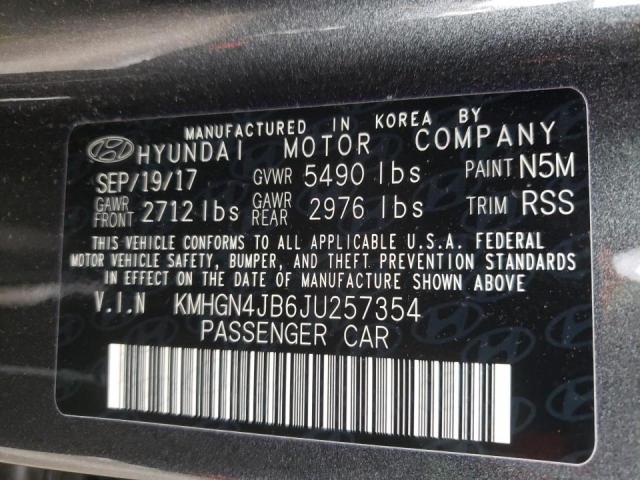 MANUFACTURED IN KOREA BY
HYUNDAI MOTOR COMPANY
SEP/19/17 GVWR 5490 lbs PAINT N5M
GAWR FRONT 2712 lbs GAWR REAR 2976 lbs TRIM RSS
THIS VEHICLE CONFORMS TO ALL APPLICABLE U.S.A. FEDERAL
MOTOR VEHICLE SAFETY, BUMPER, AND THEFT PREVENTION STANDARDS
IN EFFECT ON THE DATE OF MANUFACTURE SHOWN ABOVE
V.I.N KMHGN4JB6JU257354
PASSENGER CAR